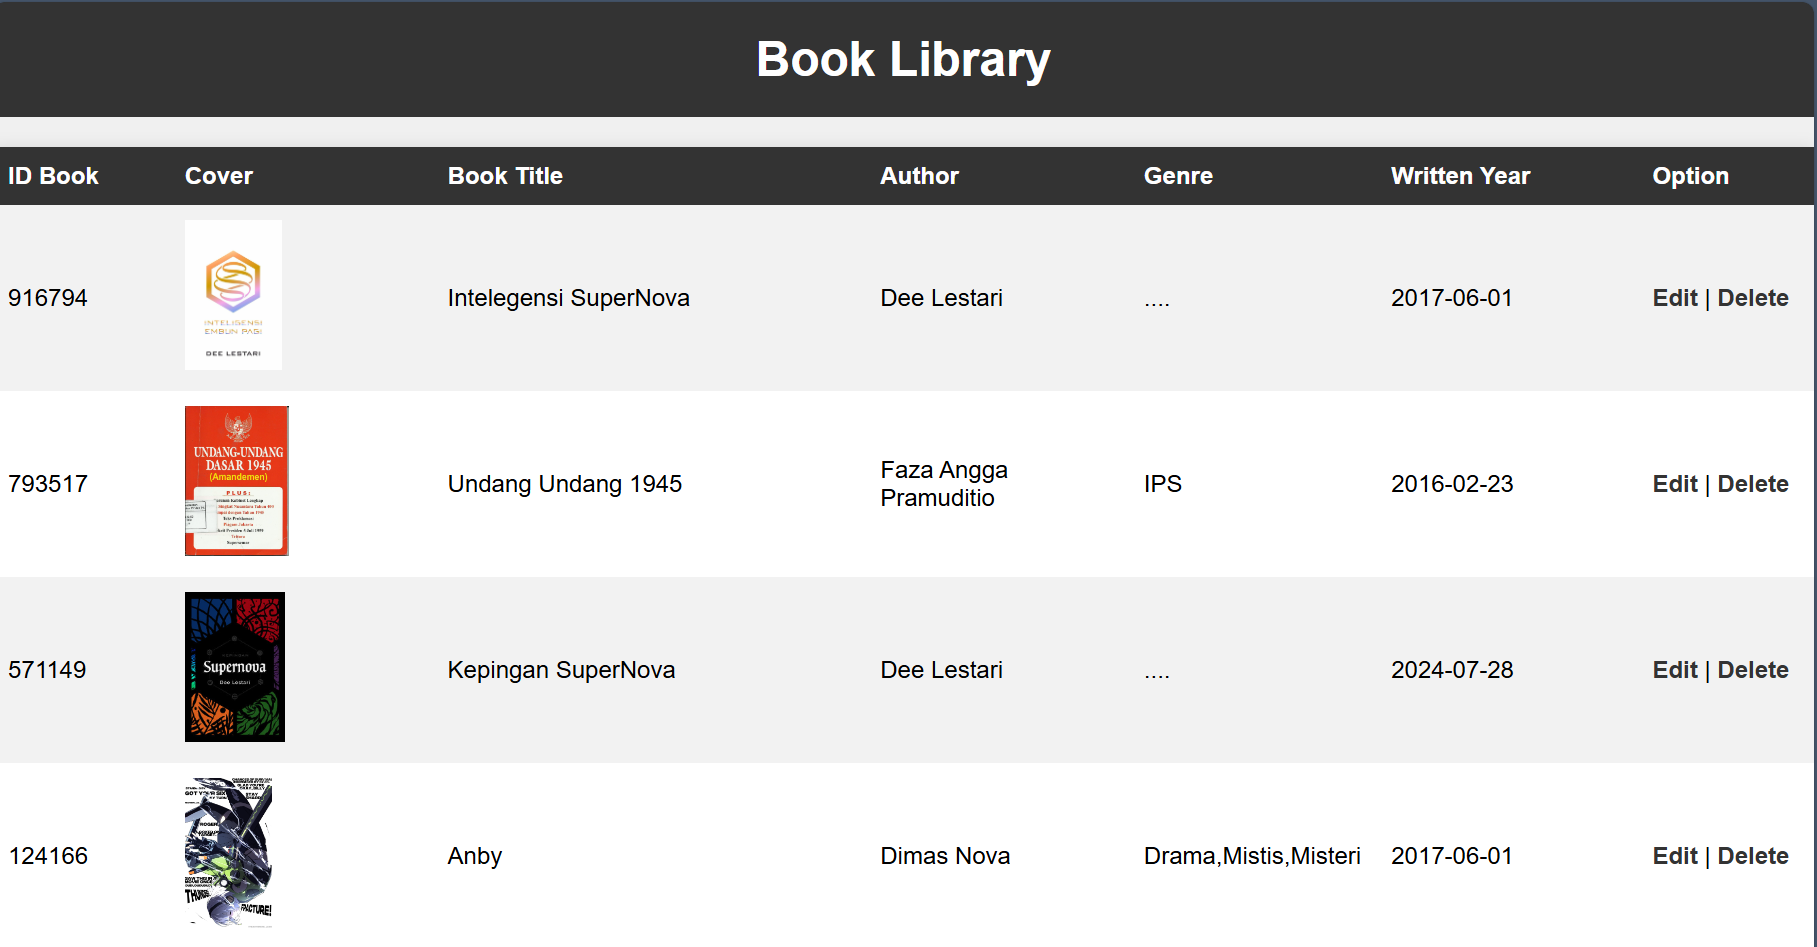 Book Library
ID Book Cover Book Title Author Genre Written Year Option
INTELIGENSI
EMBUN PAGI
DEE LESTARI
916794 Intelegensi SuperNova Dee Lestari .... 2017-06-01 Edit | Delete
UNDANG-UNDANG
DASAR 1945
(Amandemen)
PLUS:
793517 Undang Undang 1945 Faza Angga
Pramuditio IPS 2016-02-23 Edit | Delete
Supernova
Dee Lestari
571149 Kepingan SuperNova Dee Lestari .... 2024-07-28 Edit | Delete
GOT YOUR SIX
124166 Anby Dimas Nova Drama,Mistis,Misteri 2017-06-01 Edit | Delete